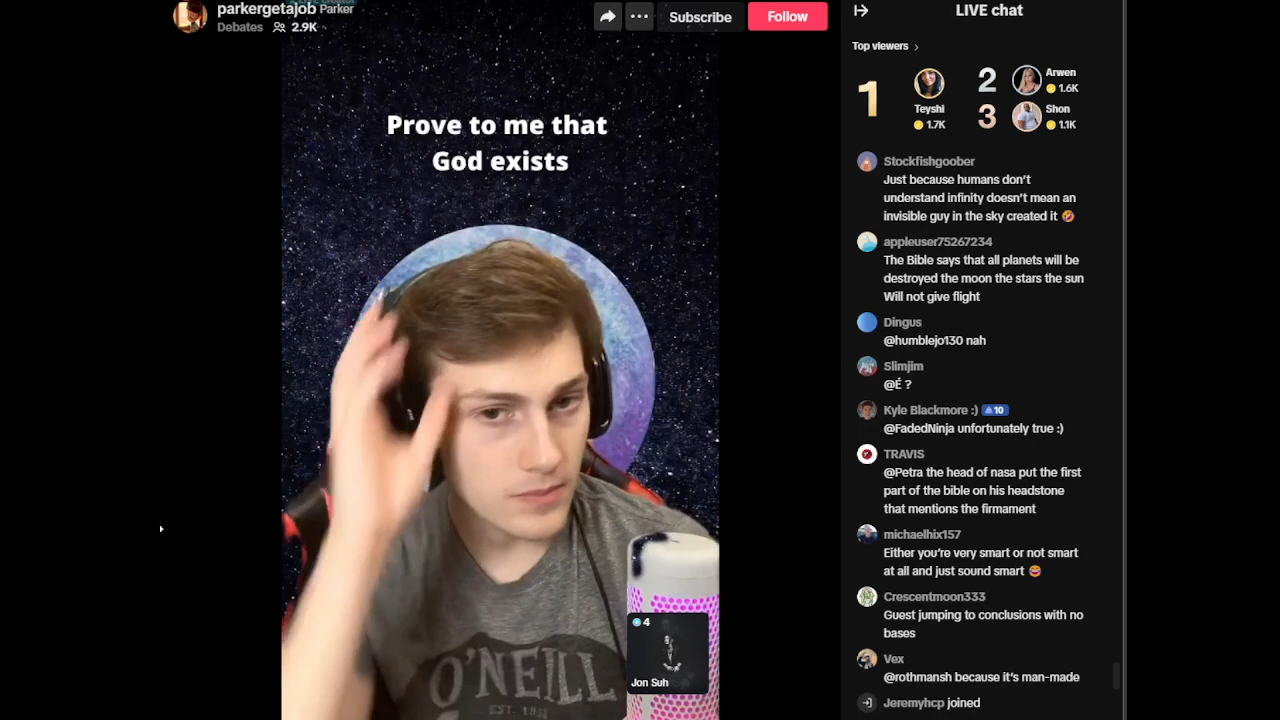 parkergetajob Parker
Debates 2.9K
Subscribe
Follow
Prove to me that
God exists
O'NEILL
EST.
4
Jon Suh
LIVE chat
Top viewers
1
Teyshi
1.7K
2
Arwen
1.6K
3
Shon
1.1K
Stockfishgoober
Just because humans don't
understand infinity doesn't mean an
invisible guy in the sky created it 🤣
appleuser75267234
The Bible says that all planets will be
destroyed the moon the stars the sun
Will not give flight
Dingus
@humblejo130 nah
Slimjim
@É ?
Kyle Blackmore :) 10
@FadedNinja unfortunately true :)
TRAVIS
@Petra the head of nasa put the first
part of the bible on his headstone
that mentions the firmament
michaelhix157
Either you're very smart or not smart
at all and just sound smart 😂
Crescentmoon333
Guest jumping to conclusions with no
bases
Vex
@rothmansh because it's man-made
Jeremyhcp joined